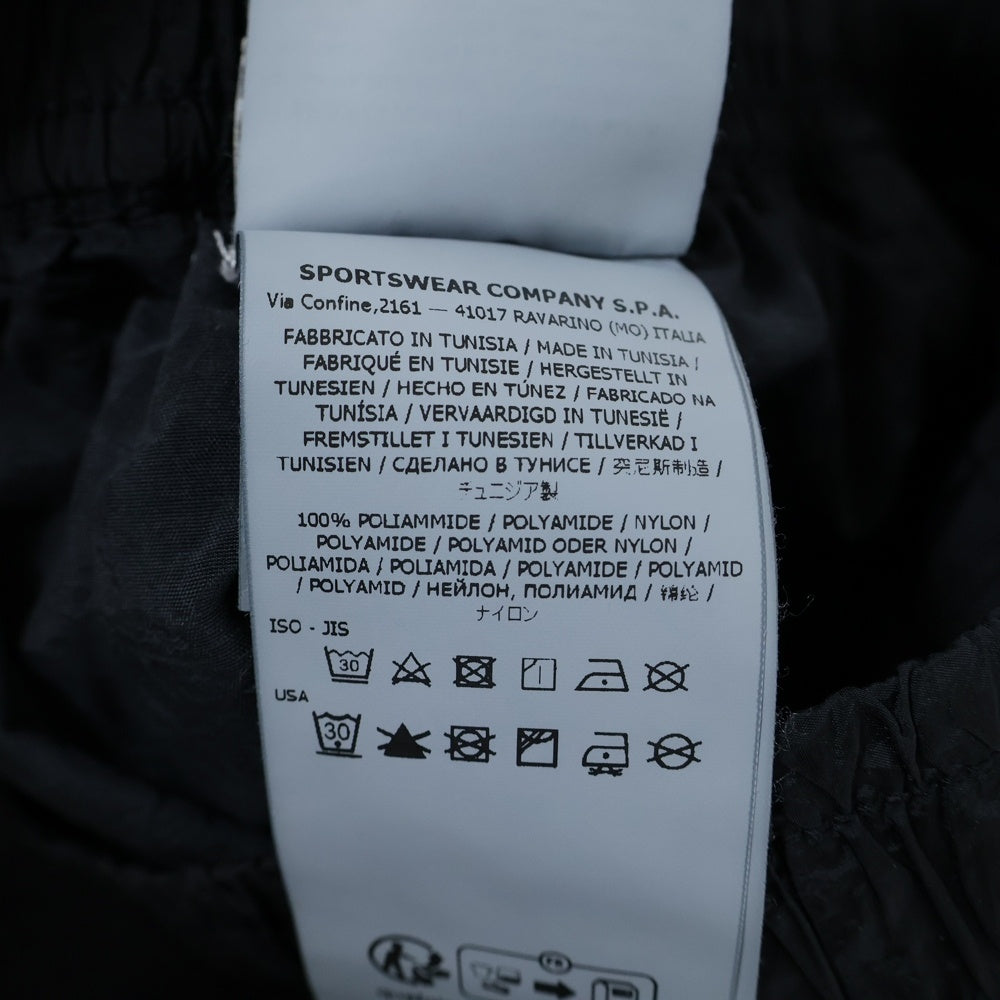 SPORTSWEAR COMPANY S.P.A.
Via Confine,2161 — 41017 RAVARINO (MO) ITALIA
FABBRICATO IN TUNISIA / MADE IN TUNISIA /
FABRIQUÉ EN TUNISIE / HERGESTELLT IN
TUNESIEN / HECHO EN TÚNEZ / FABRICADO NA
TUNÍSIA / VERVAARDIGD IN TUNESIË /
FREMSTILLET I TUNESIEN / TILLVERKAD I
TUNISIEN / СДЕЛАНО В ТУНИСЕ / 突尼斯制造 /
チュニジア製
100% POLIAMMIDE / POLYAMIDE / NYLON /
POLYAMIDE / POLYAMID ODER NYLON /
POLIAMIDA / POLIAMIDA / POLYAMIDE / POLYAMID
/ POLYAMID / НЕЙЛОН, ПОЛИАМИД / 锦纶 /
ナイロン
ISO - JIS
30
USA
30
FR